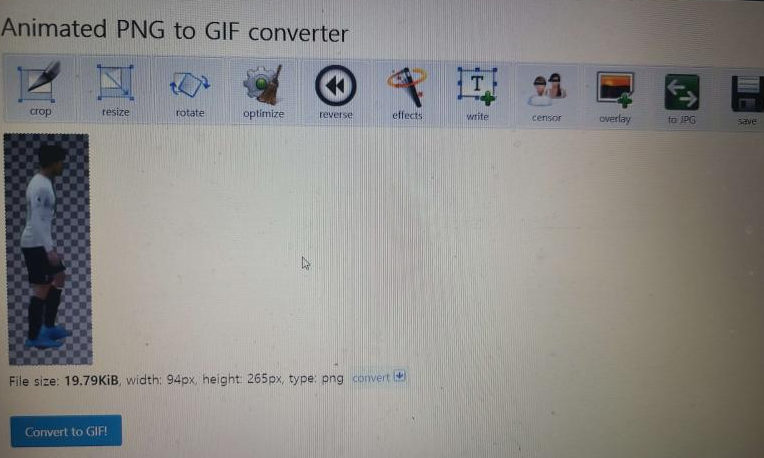 Animated PNG to GIF converter
crop resize rotate optimize reverse effects write censor overlay to JPG save
T
File size: 19.79KiB, width: 94px, height: 265px, type: png convert
Convert to GIF!